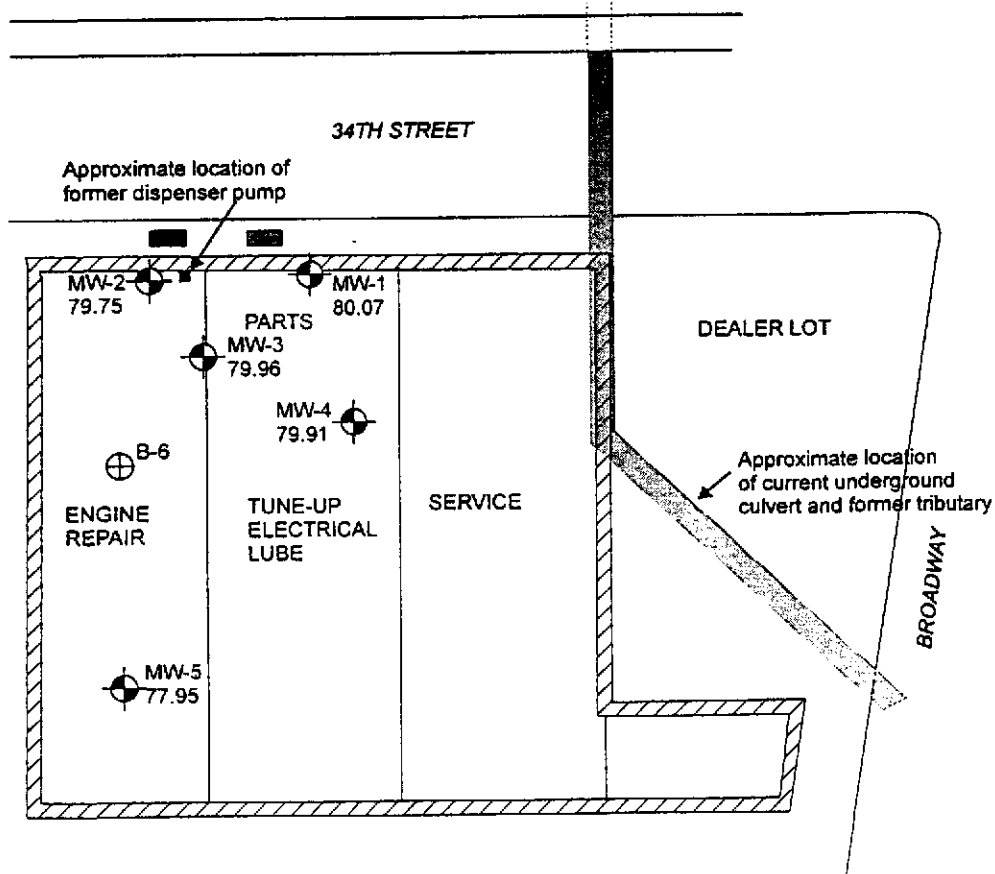 34TH STREET
Approximate location of
former dispenser pump
MW-2
79.75
MW-1
80.07
PARTS
MW-3
79.96
DEALER LOT
MW-4
79.91
B-6
Approximate location
of current underground
culvert and former tributary
ENGINE
REPAIR
TUNE-UP
ELECTRICAL
LUBE
SERVICE
BROADWAY
MW-5
77.95